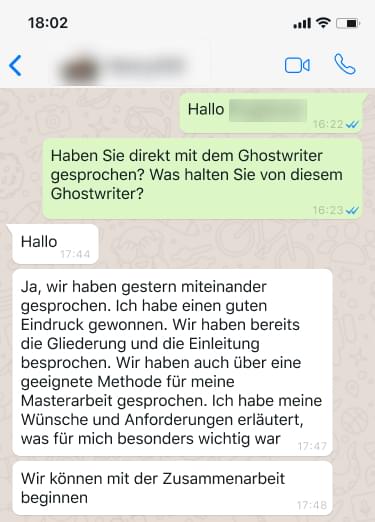 18:02
Hallo
16:22
Haben Sie direkt mit dem Ghostwriter
gesprochen? Was halten Sie von diesem
Ghostwriter?
16:23
Hallo
17:44
Ja, wir haben gestern miteinander
gesprochen. Ich habe einen guten
Eindruck gewonnen. Wir haben bereits
die Gliederung und die Einleitung
besprochen. Wir haben auch über eine
geeignete Methode für meine
Masterarbeit gesprochen. Ich habe meine
Wünsche und Anforderungen erläutert,
was für mich besonders wichtig war
17:47
Wir können mit der Zusammenarbeit
beginnen
17:48